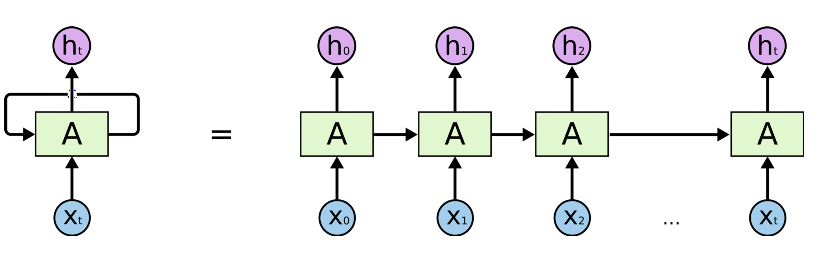 hₜ h₀ h₁ h₂ hₜ
A = A A A A
xₜ x₀ x₁ x₂ ... xₜ